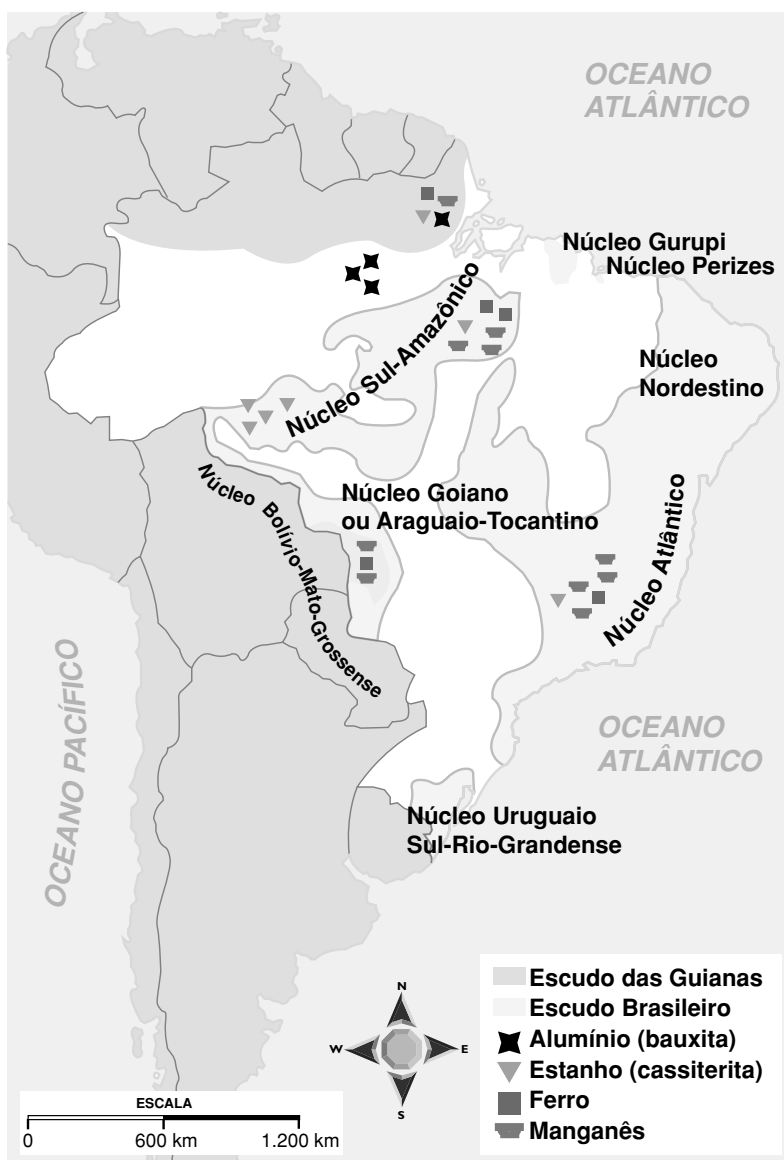 OCEANO
ATLÂNTICO
Núcleo Gurupi
Núcleo Perizes
Núcleo Sul-Amazônico
Núcleo
Nordestino
Núcleo Bolívio-Mato-Grossense
Núcleo Goiano
ou Araguaio-Tocantino
Núcleo Atlântico
OCEANO PACÍFICO
OCEANO
ATLÂNTICO
Núcleo Uruguaio
Sul-Rio-Grandense
N
W
E
S
ESCALA
0 600 km 1.200 km
Escudo das Guianas
Escudo Brasileiro
Alumínio (bauxita)
Estanho (cassiterita)
Ferro
Manganês